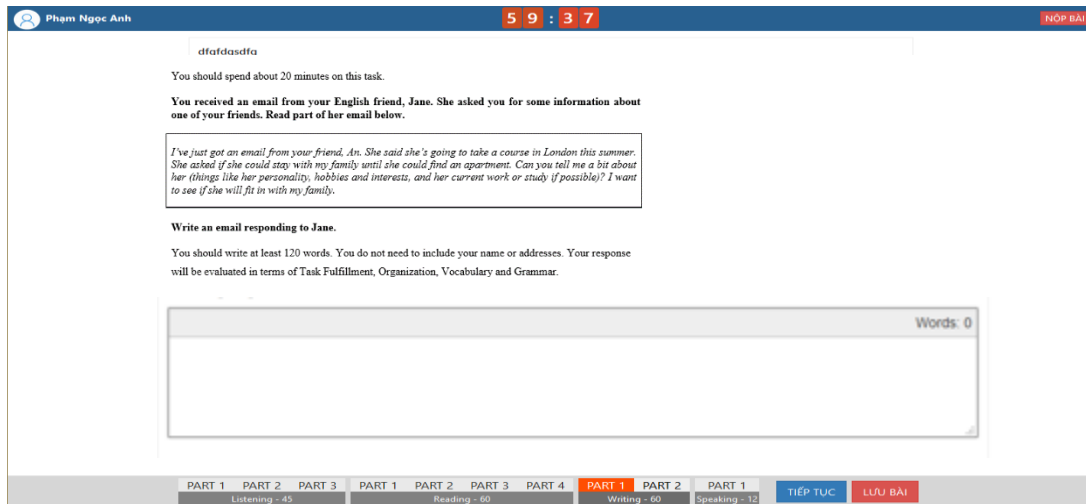 Phạm Ngọc Anh
59:37
NỘP BÀI
dfafdasdfa
You should spend about 20 minutes on this task.
You received an email from your English friend, Jane. She asked you for some information about
one of your friends. Read part of her email below.
I've just got an email from your friend, An. She said she's going to take a course in London this summer.
She asked if she could stay with my family until she could find an apartment. Can you tell me a bit about
her (things like her personality, hobbies and interests, and her current work or study if possible)? I want
to see if she will fit in with my family.
Write an email responding to Jane.
You should write at least 120 words. You do not need to include your name or addresses. Your response
will be evaluated in terms of Task Fulfillment, Organization, Vocabulary and Grammar.
Words: 0
PART 1 PART 2 PART 3 PART 1 PART 2 PART 3 PART 4 PART 1 PART 2 PART 1
Listening - 45 Reading - 60 Writing - 60 Speaking - 12
TIẾP TỤC LƯU BÀI